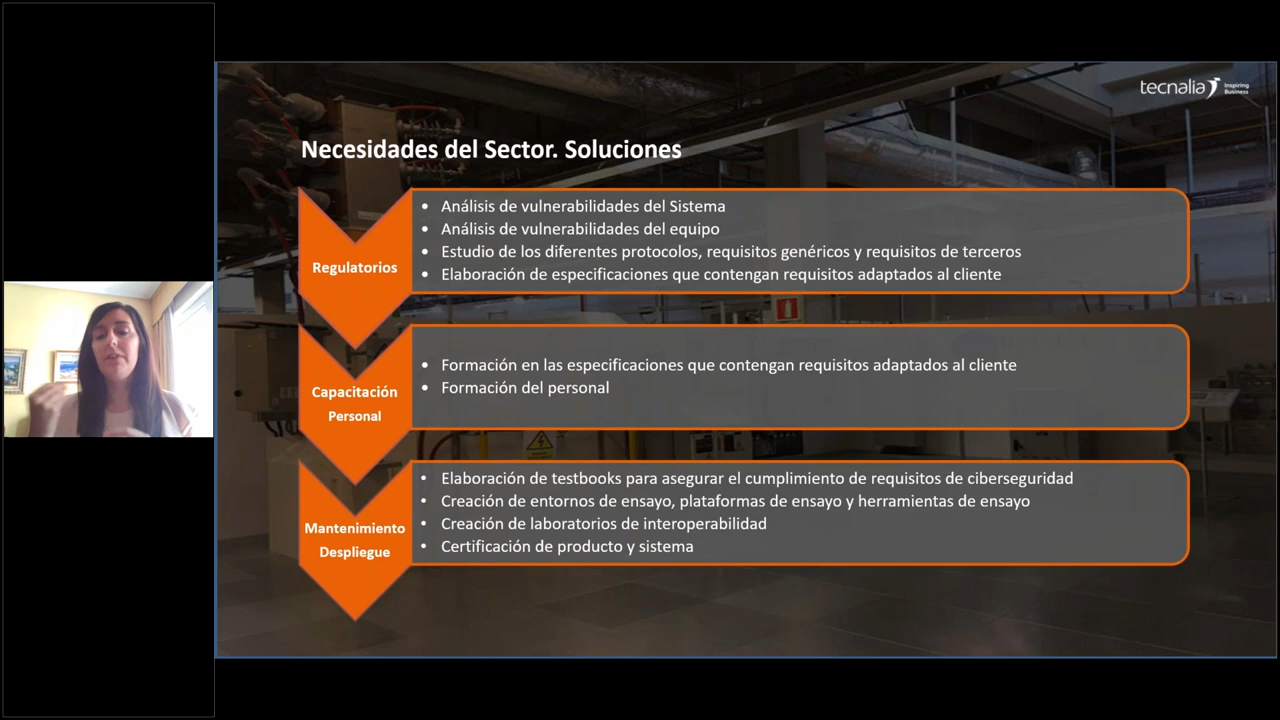 tecnalia Inspiring
Business
Necesidades del Sector. Soluciones
Regulatorios
• Análisis de vulnerabilidades del Sistema
• Análisis de vulnerabilidades del equipo
• Estudio de los diferentes protocolos, requisitos genéricos y requisitos de terceros
• Elaboración de especificaciones que contengan requisitos adaptados al cliente
Capacitación
Personal
• Formación en las especificaciones que contengan requisitos adaptados al cliente
• Formación del personal
Mantenimiento
Despliegue
• Elaboración de testbooks para asegurar el cumplimiento de requisitos de ciberseguridad
• Creación de entornos de ensayo, plataformas de ensayo y herramientas de ensayo
• Creación de laboratorios de interoperabilidad
• Certificación de producto y sistema